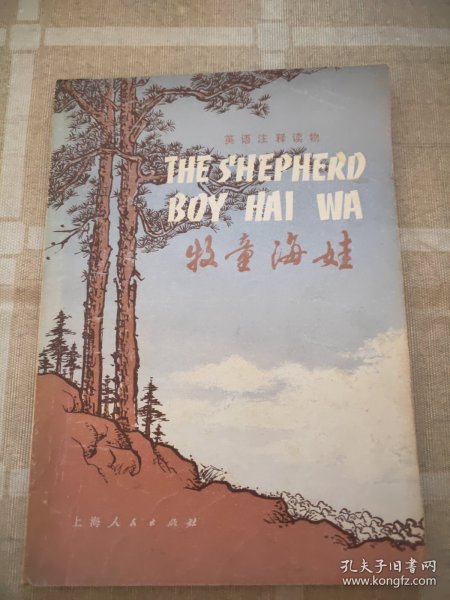 英语注释读物
THE SHEPHERD
BOY HAI WA
牧童海娃
上海人民出版社
孔夫子旧书网
www.kongfz.com